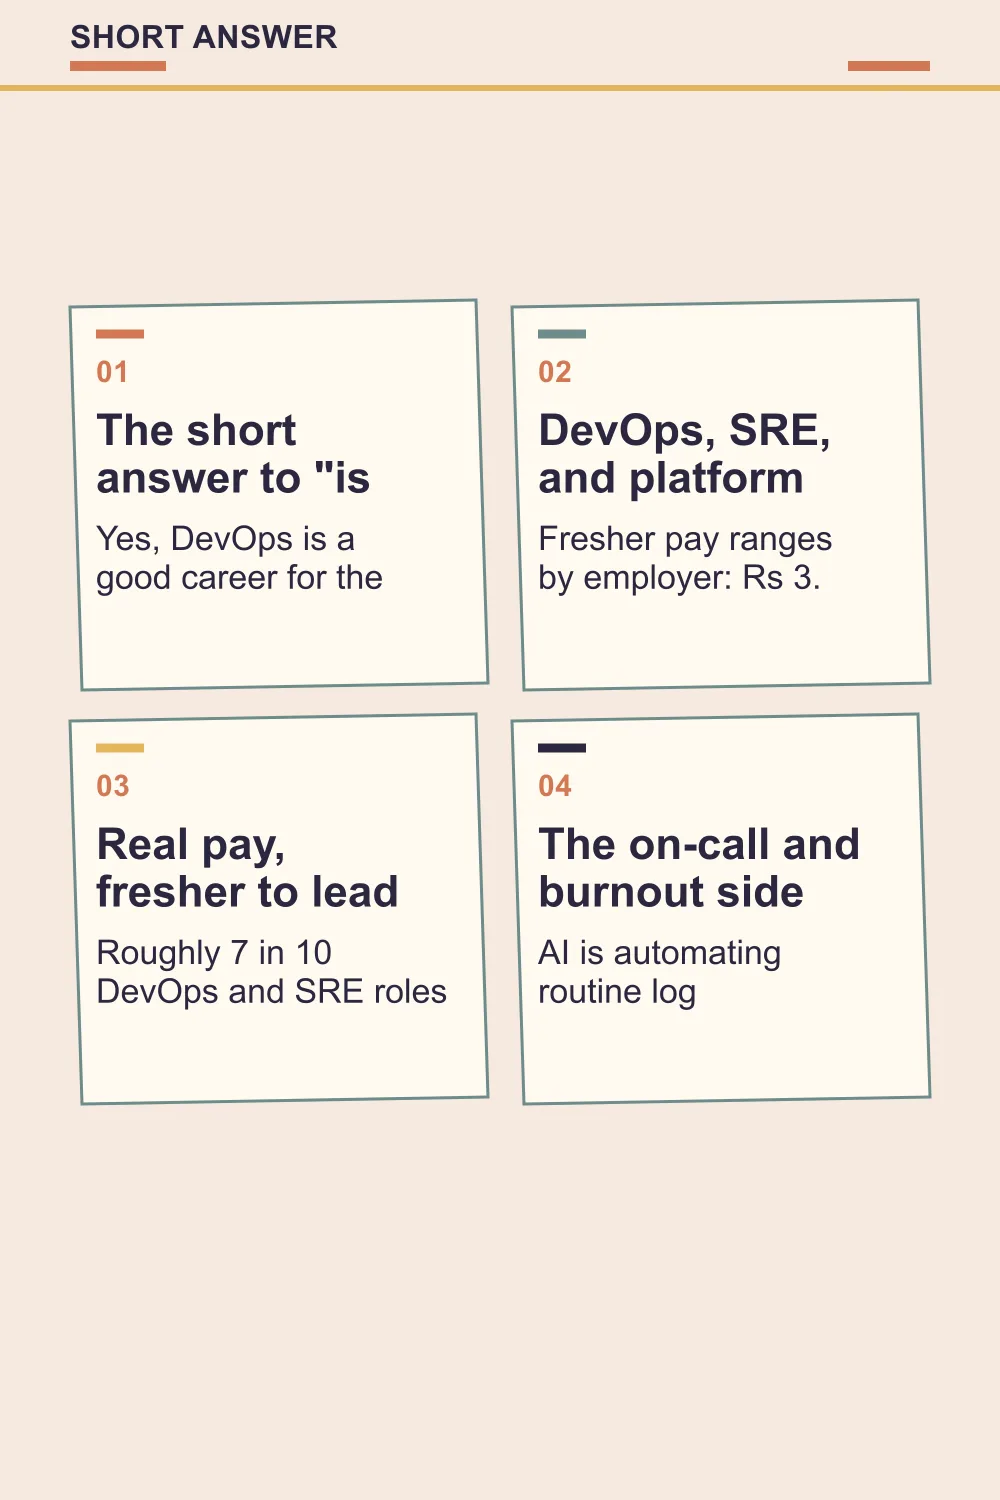 SHORT ANSWER
01
The short
answer to "is
Yes, DevOps is a
good career for the
02
DevOps, SRE,
and platform
Fresher pay ranges
by employer: Rs 3.
03
Real pay,
fresher to lead
Roughly 7 in 10
DevOps and SRE roles
04
The on-call and
burnout side
AI is automating
routine log